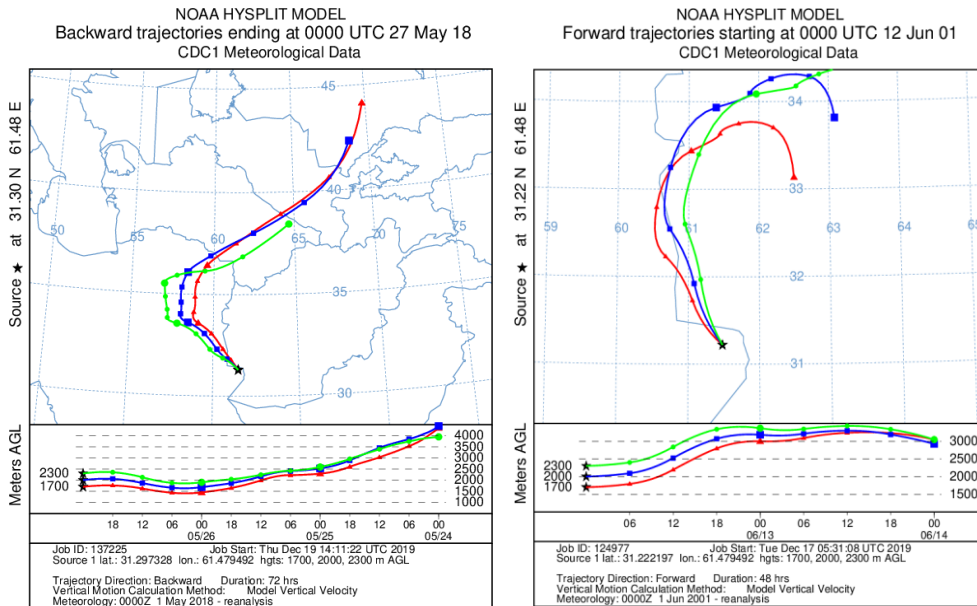 NOAA HYSPLIT MODEL
Backward trajectories ending at 0000 UTC 27 May 18
CDC1 Meteorological Data
Source ★ at 31.30 N 61.48 E
45
40
50
55
60
65
70
75
35
30
Meters AGL
4000
3500
3000
2500
2000
1500
1000
2300
2000
1700
18 12 06 00 18 12 06 00 18 12 06 00
05/26 05/25 05/24
Job ID: 137225 Job Start: Thu Dec 19 14:11:22 UTC 2019
Source 1 lat.: 31.297328 lon.: 61.479492 hgts: 1700, 2000, 2300 m AGL
Trajectory Direction: Backward Duration: 72 hrs
Vertical Motion Calculation Method: Model Vertical Velocity
Meteorology: 0000Z 1 May 2018 - reanalysis
NOAA HYSPLIT MODEL
Forward trajectories starting at 0000 UTC 12 Jun 01
CDC1 Meteorological Data
Source ★ at 31.22 N 61.48 E
34
33
59 60 61 62 63 64 65
32
31
Meters AGL
3000
2500
2000
1500
2300
2000
1700
06 12 18 00 06 12 18 00
06/13 06/14
Job ID: 124977 Job Start: Tue Dec 17 05:31:08 UTC 2019
Source 1 lat.: 31.222197 lon.: 61.479492 hgts: 1700, 2000, 2300 m AGL
Trajectory Direction: Forward Duration: 48 hrs
Vertical Motion Calculation Method: Model Vertical Velocity
Meteorology: 0000Z 1 Jun 2001 - reanalysis